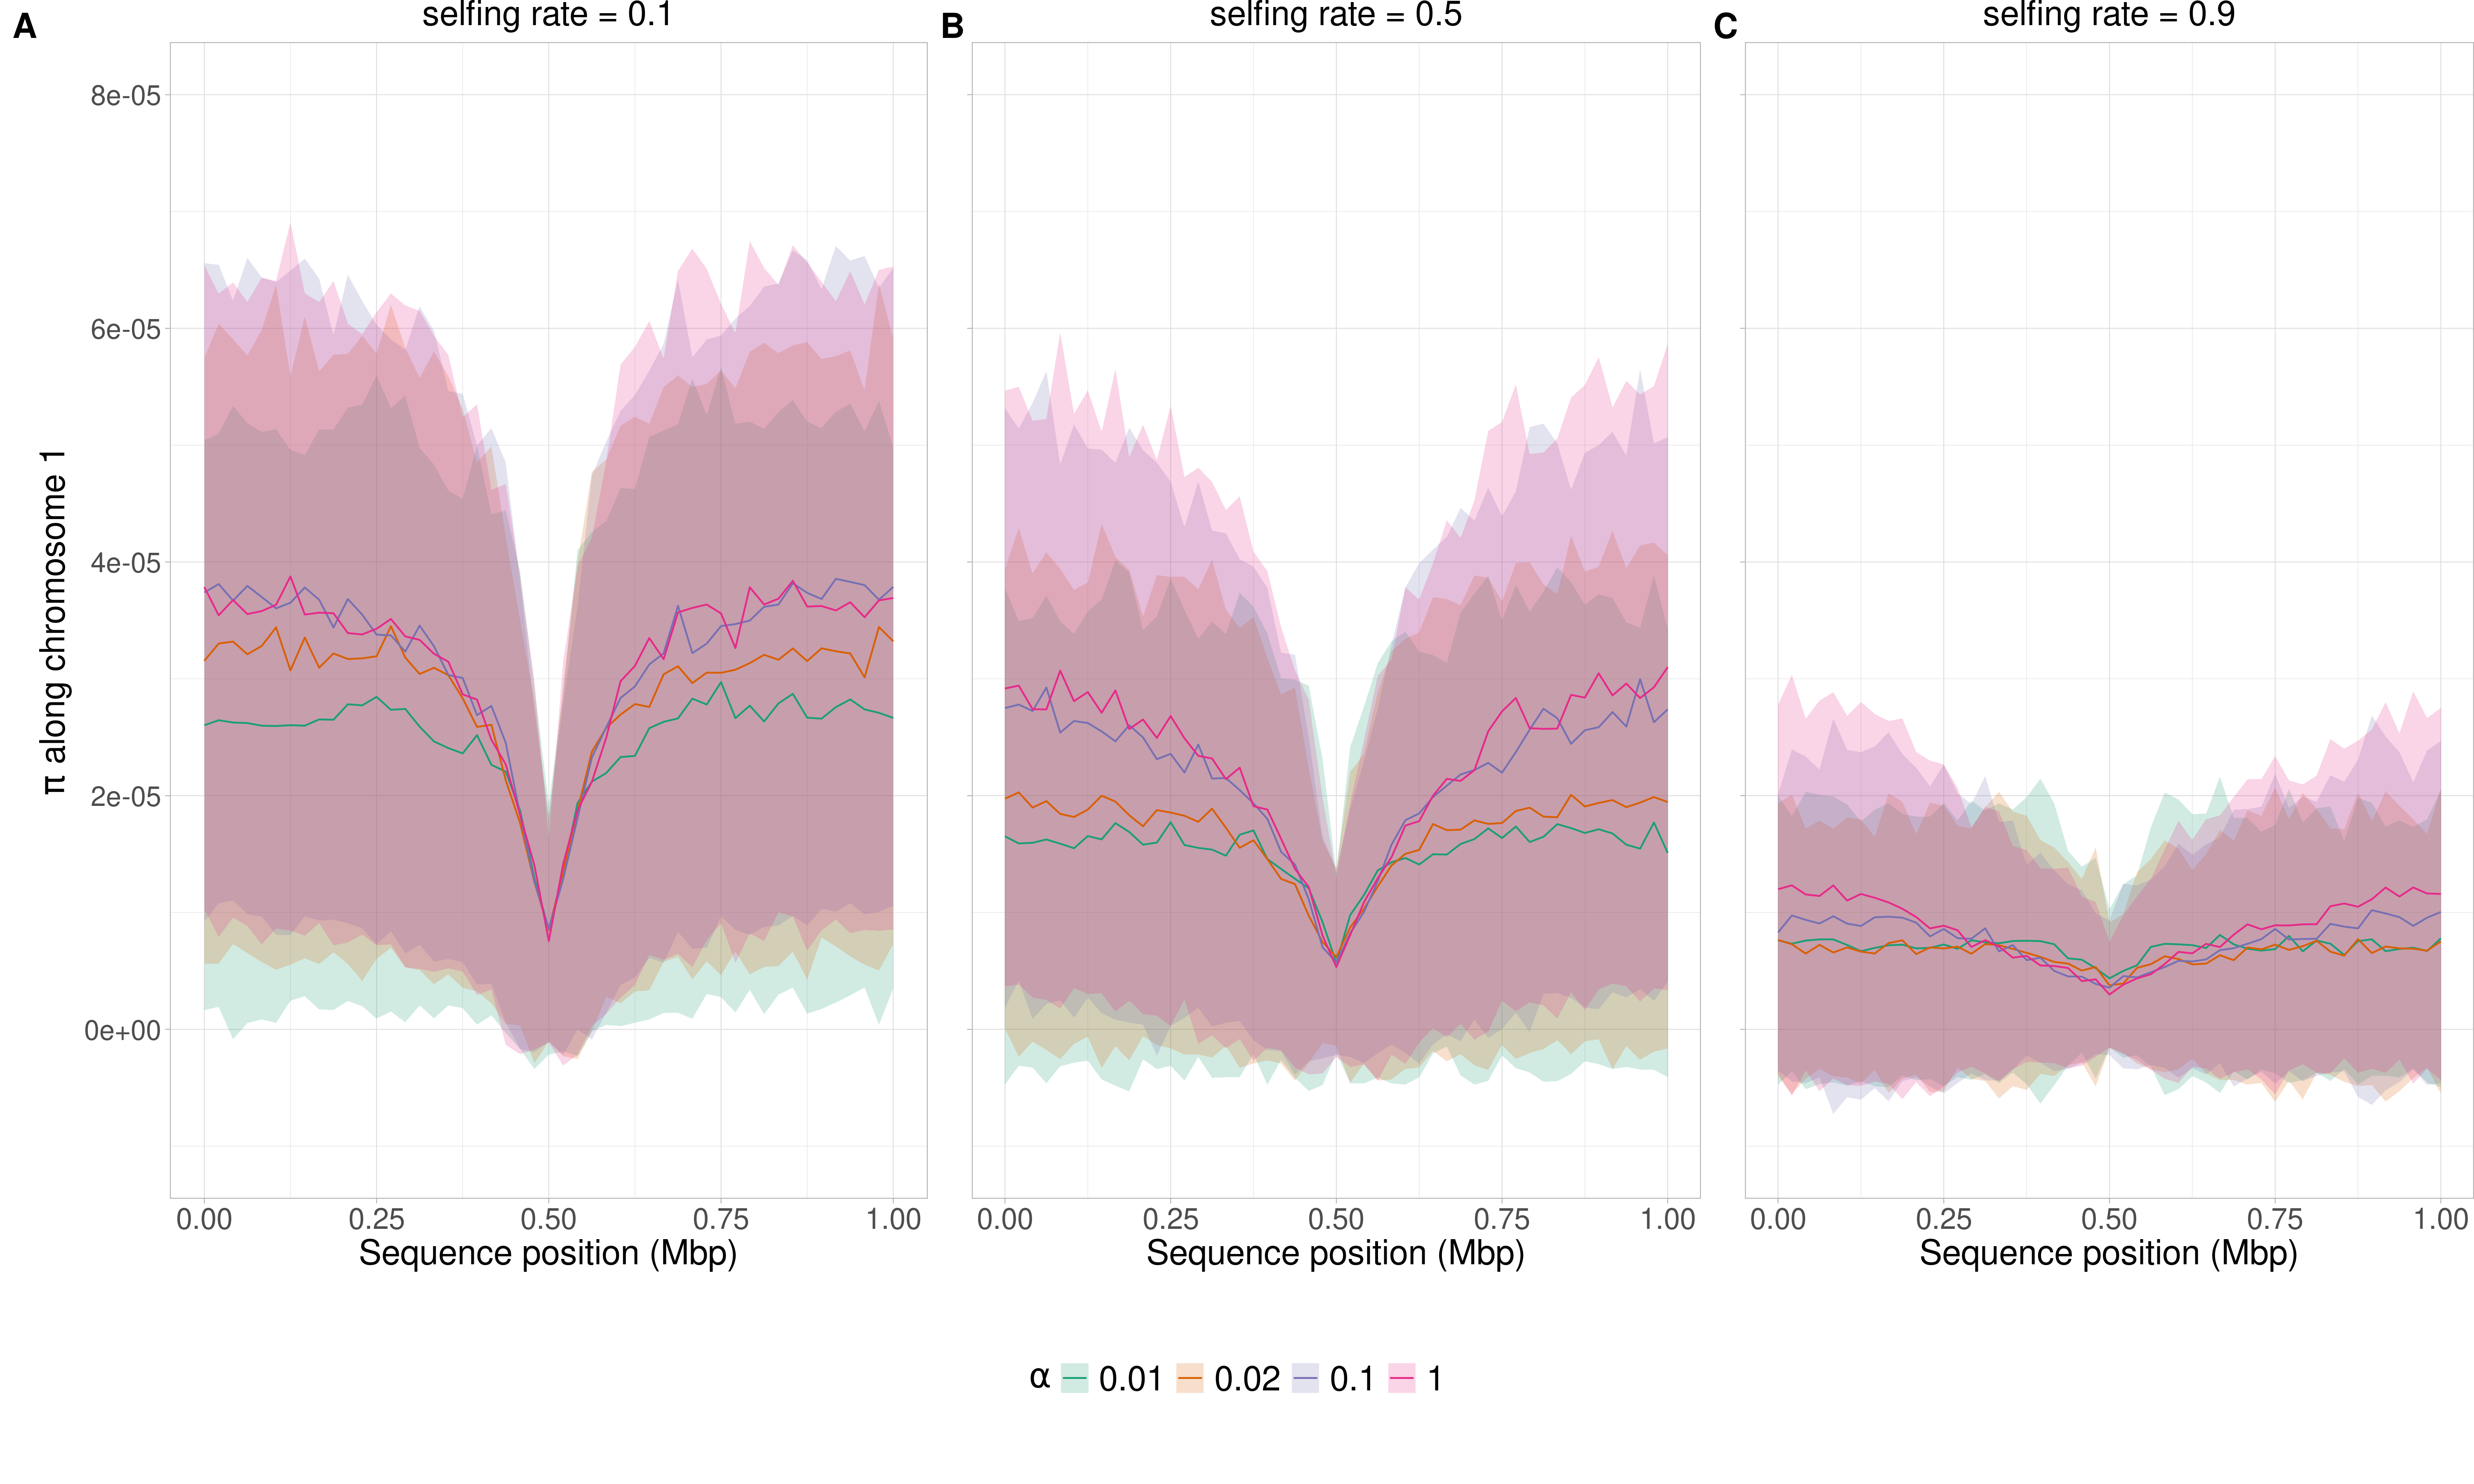 A selfing rate = 0.1 B selfing rate = 0.5 C selfing rate = 0.9
8e-05
6e-05
4e-05
2e-05
0e+00
π along chromosome 1
0.00 0.25 0.50 0.75 1.00 0.00 0.25 0.50 0.75 1.00 0.00 0.25 0.50 0.75 1.00
Sequence position (Mbp) Sequence position (Mbp) Sequence position (Mbp)
α 0.01 0.02 0.1 1